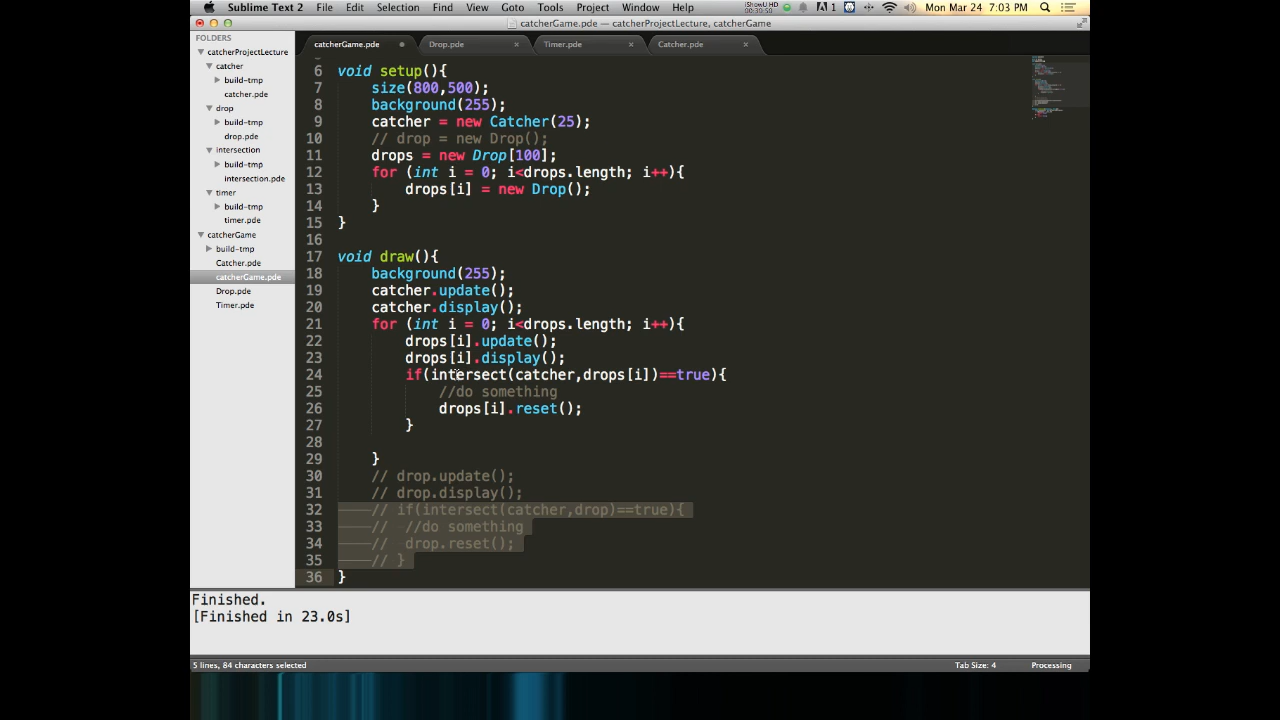 Sublime Text 2 File Edit Selection Find View Goto Tools Project Window Help iShowU HD 00:30:50 1 Mon Mar 24 7:03 PM
catcherGame.pde — catcherProjectLecture, catcherGame
FOLDERS
catcherProjectLecture
catcher
build-tmp
catcher.pde
drop
build-tmp
drop.pde
intersection
build-tmp
intersection.pde
timer
build-tmp
timer.pde
catcherGame
build-tmp
Catcher.pde
catcherGame.pde
Drop.pde
Timer.pde
catcherGame.pde Drop.pde Timer.pde Catcher.pde
6 void setup(){
7 size(800,500);
8 background(255);
9 catcher = new Catcher(25);
10 // drop = new Drop();
11 drops = new Drop[100];
12 for (int i = 0; i<drops.length; i++){
13 drops[i] = new Drop();
14 }
15 }
16
17 void draw(){
18 background(255);
19 catcher.update();
20 catcher.display();
21 for (int i = 0; i<drops.length; i++){
22 drops[i].update();
23 drops[i].display();
24 if(intersect(catcher,drops[i])==true){
25 //do something
26 drops[i].reset();
27 }
28
29 }
30 // drop.update();
31 // drop.display();
32 // if(intersect(catcher,drop)==true){
33 // //do something
34 // drop.reset();
35 // }
36 }
Finished.
[Finished in 23.0s]
5 lines, 84 characters selected Tab Size: 4 Processing